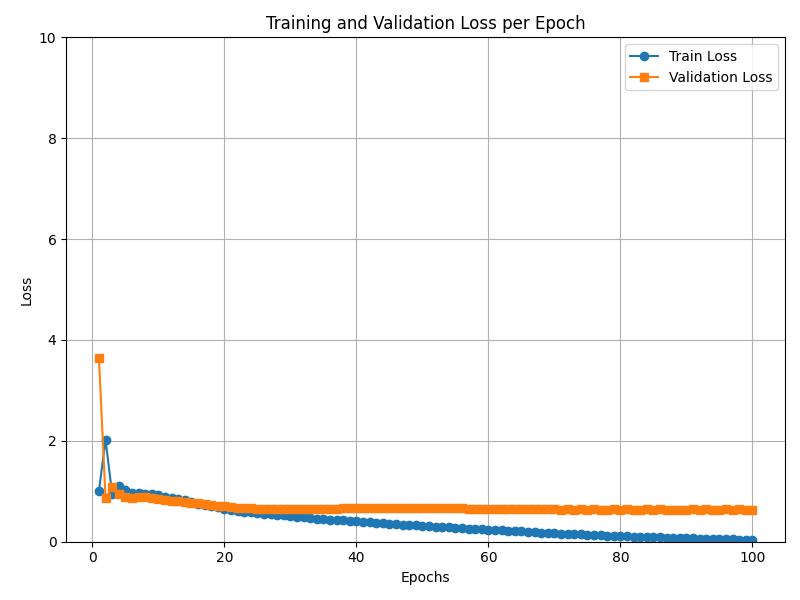 Training and Validation Loss per Epoch
Train Loss
Validation Loss
Loss
10
8
6
4
2
0
0 20 40 60 80 100
Epochs